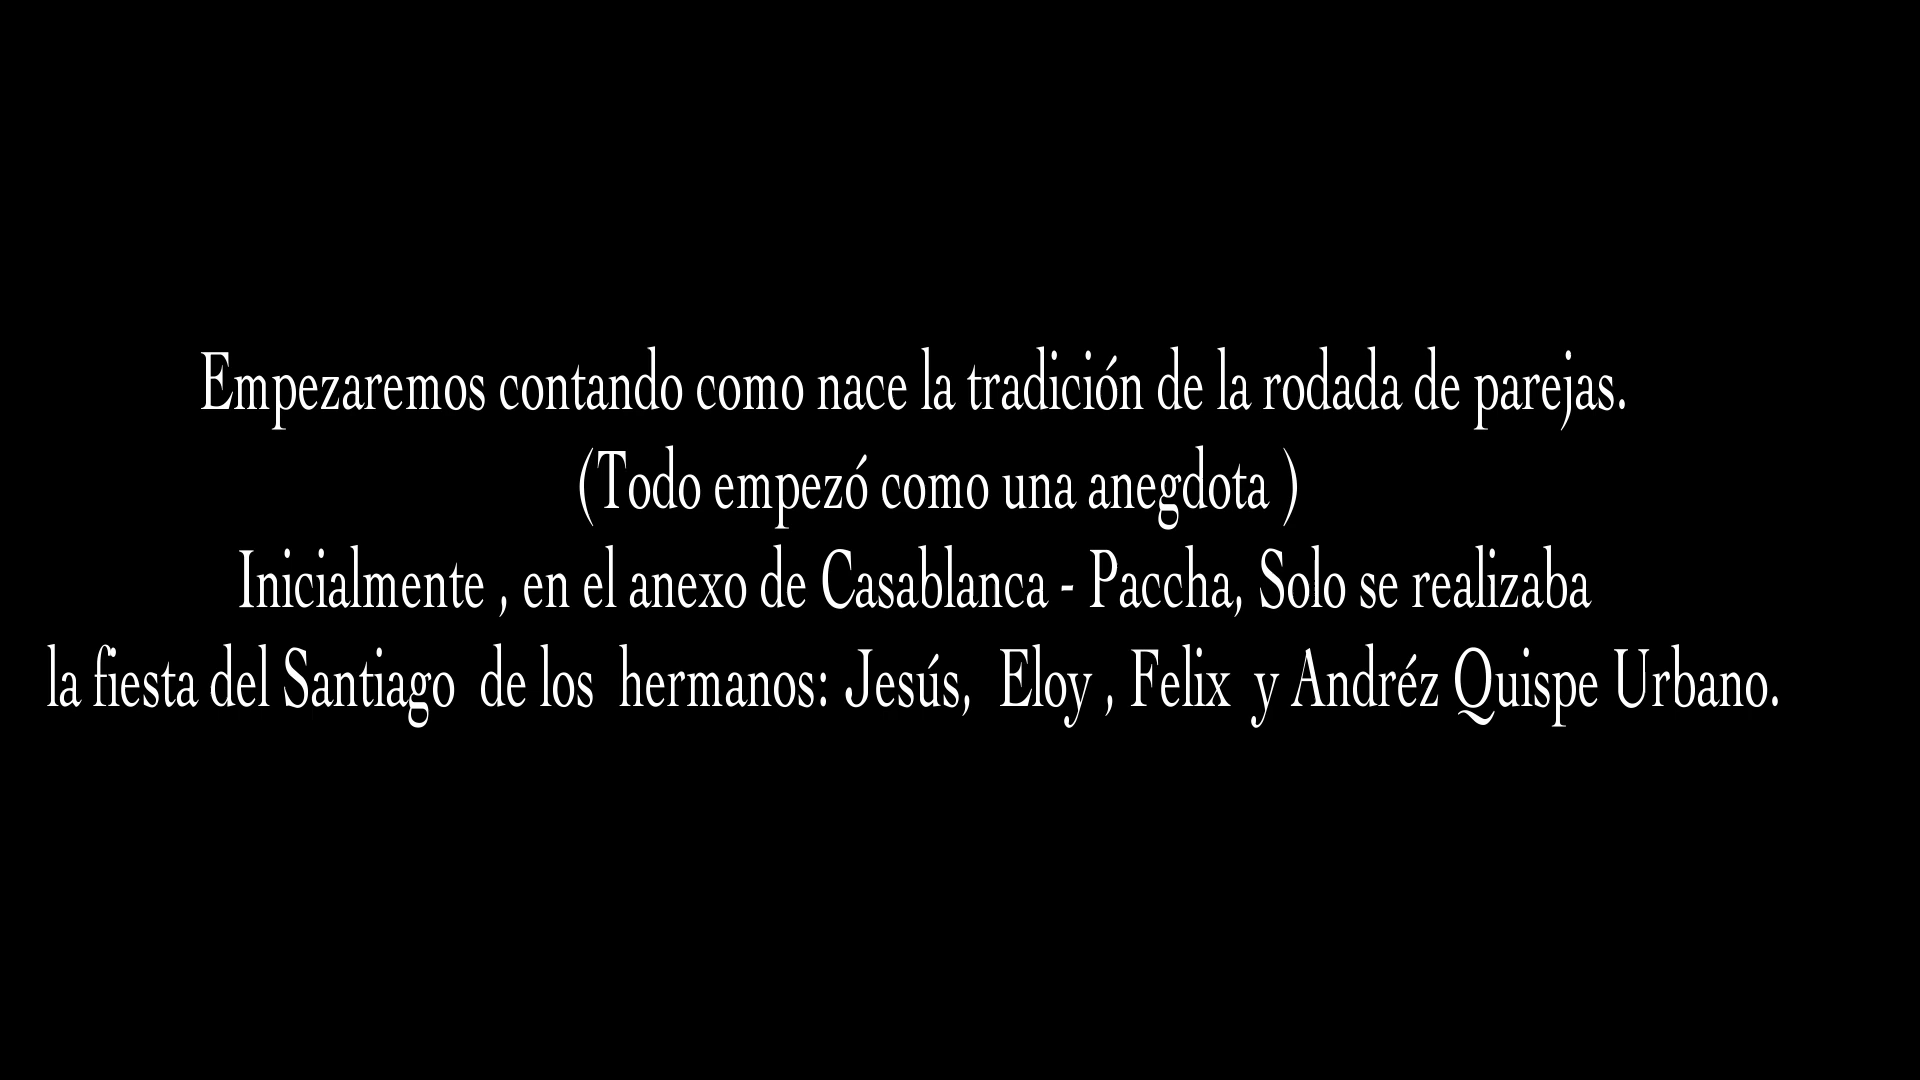 Empezaremos contando como nace la tradición de la rodada de parejas.
(Todo empezó como una anegdota )
Inicialmente , en el anexo de Casablanca - Paccha, Solo se realizaba
la fiesta del Santiago  de los  hermanos: Jesús,  Eloy , Felix  y Andréz Quispe Urbano.